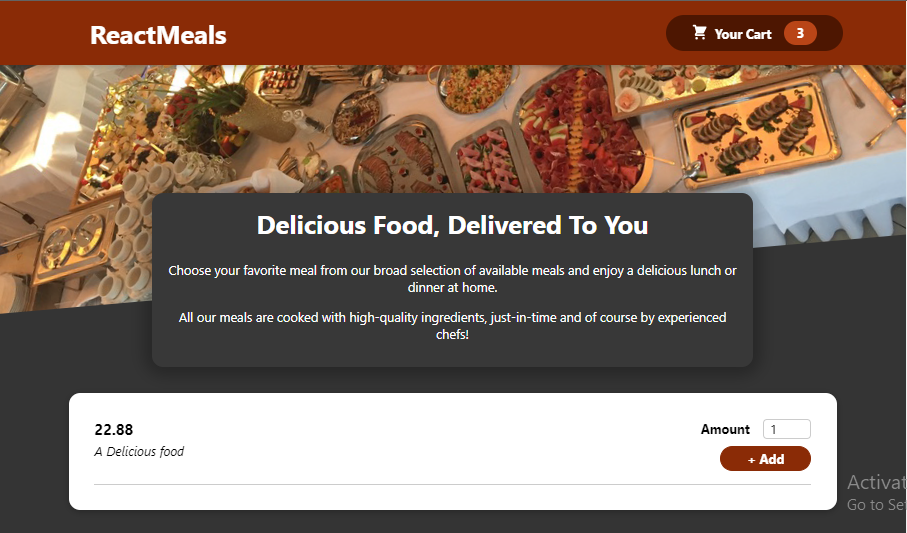 ReactMeals
Your Cart 3
Delicious Food, Delivered To You
Choose your favorite meal from our broad selection of available meals and enjoy a delicious lunch or
dinner at home.
All our meals are cooked with high-quality ingredients, just-in-time and of course by experienced
chefs!
22.88
Amount 1
A Delicious food
+ Add
Activat
Go to Se